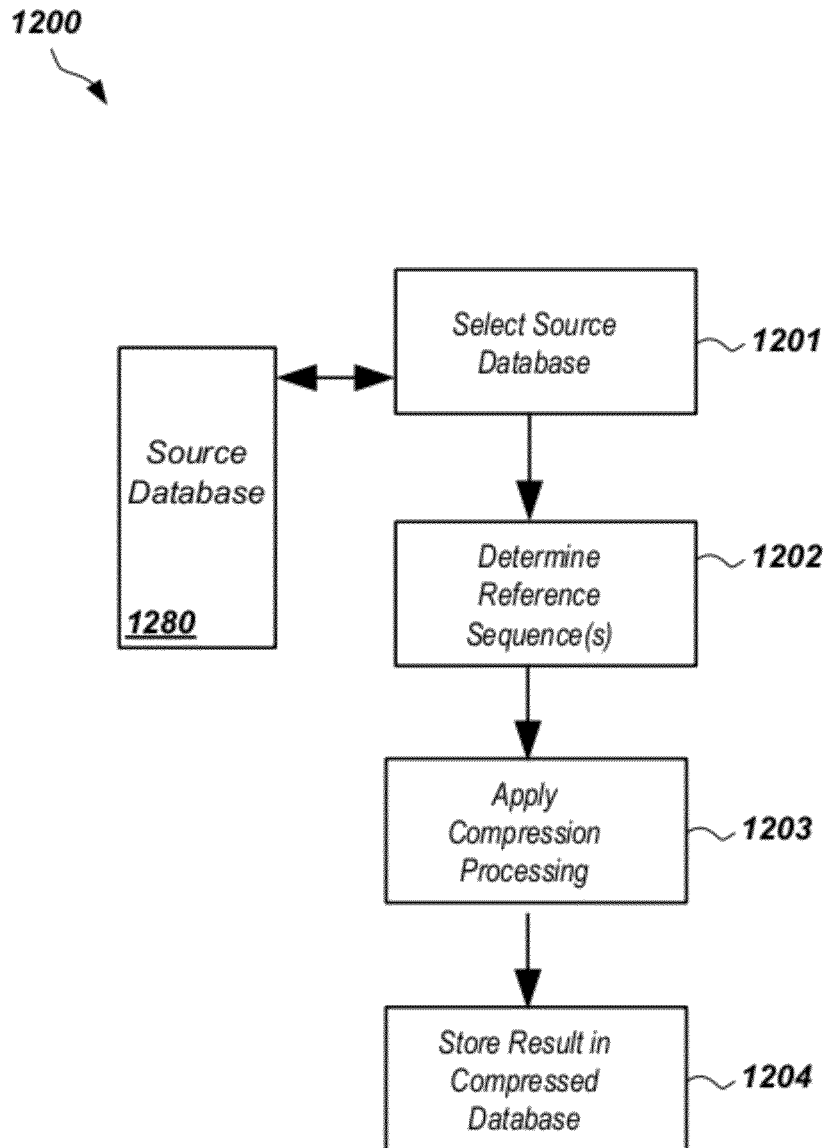 1200
Select Source
Database
1201
Source
Database
1280
Determine
Reference
Sequence(s)
1202
Apply
Compression
Processing
1203
Store Result in
Compressed
Database
1204